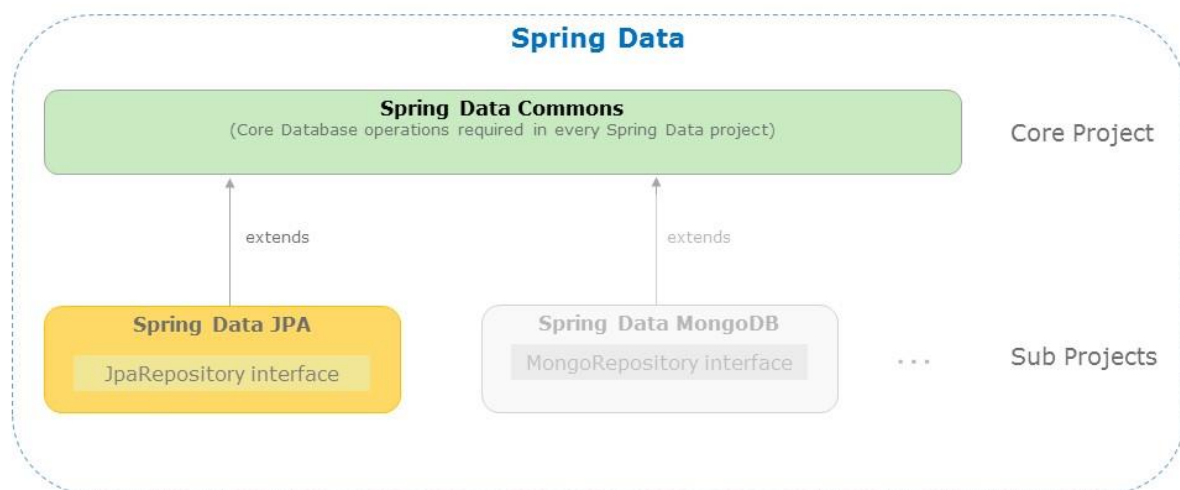 Spring Data
Spring Data Commons
(Core Database operations required in every Spring Data project)
Core Project
extends
extends
Spring Data JPA
JpaRepository interface
Spring Data MongoDB
MongoRepository interface
...
Sub Projects